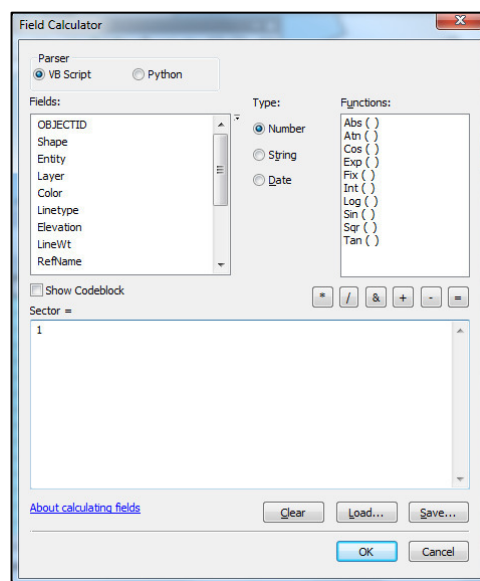 Field Calculator
Parser
VB Script Python
Fields: Type: Functions:
OBJECTID
Shape
Entity
Layer
Color
Linetype
Elevation
LineWt
RefName
Number
String
Date
Abs ( )
Atn ( )
Cos ( )
Exp ( )
Fix ( )
Int ( )
Log ( )
Sin ( )
Sqr ( )
Tan ( )
Show Codeblock
* / & + - =
Sector =
1
About calculating fields
Clear Load... Save...
OK Cancel